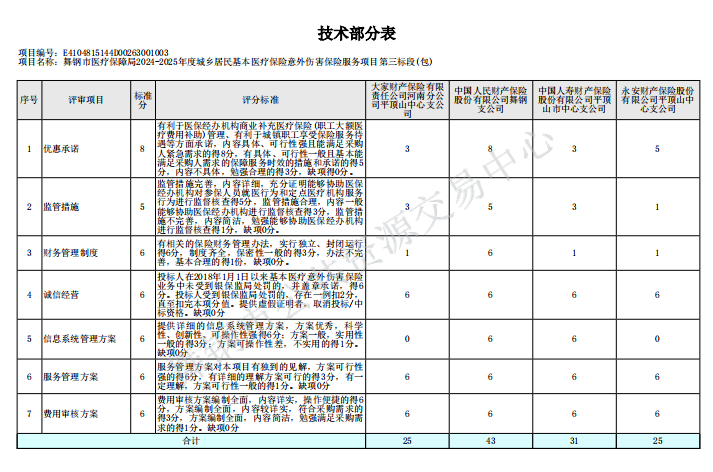 技术部分表
项目编号: E4104815144D00263001003
项目名称: 舞钢市医疗保障局2024-2025年度城乡居民基本医疗保险意外伤害保险服务项目第三标段(包)
序号 评审项目 标准分 评分标准 大家财产保险有限责任公司河南分公司平顶山中心支公司 中国人民财产保险股份有限公司舞钢支公司 中国人寿财产保险股份有限公司平顶山市中心支公司 永安财产保险股份有限公司平顶山中心支公司
1 优惠承诺 8 3 8 3 5
有利于医保经办机构商业补充医疗保险(职工大额医
疗费用补助)管理、有利于城镇职工享受保险服务待
遇等方面承诺，内容具体、可行性强且能满足采购
人紧急需求的得8分，有具体、可行性一般且基本能
满足采购人需求的保障服务时效的措施和承诺的得5
分，内容不具体，勉强合理的得3分，缺项得0分。
2 监管措施 5 3 5 3 1
监管措施完善，内容详细，充分证明能够协助医保
经办机构对参保人员就医行为和定点医疗机构服务
行为进行监督核查得5分，监管措施合理，内容一般
能够协助医保经办机构进行监督核查得3分，监管措
施不完善，内容简洁，勉强能够协助医保经办机构
进行监督核查得1分，缺项0分。
3 财务管理制度 6 1 6 1 1
有相关的保险财务管理办法，实行独立、封闭运行
得6分，制度齐全，保密性一般的得3分，办法不完
善，基本合理的得1份，缺项0分。
4 诚信经营 6 6 6 6 6
投标人在2018年1月1日以来基本医疗意外伤害保险
业务中未受到银保监局处罚的，并盖章承诺，得6
分。投标人受到银保监局处罚的，存在一例扣2分，
直至扣完本项分值。提供虚假证明者，取消投标/中
标资格。缺项0分
5 信息系统管理方案 6 0 6 6 0
提供详细的信息系统管理方案，方案优秀，科学
性、创新性、可操作性强得6分；方案一般，实用性
一般的得3分；方案可操作性差，不实用的得1分。
缺项0分
6 服务管理方案 6 6 6 6 6
服务管理方案对本项目有独到的见解，方案可行性
强的得6分，有详细的理解方案可行的得3分，有一
定理解，方案可行性一般的得1分。缺项0分
7 费用审核方案 6 6 6 6 6
费用审核方案编制全面，内容详实，操作便捷的得6
分，方案编制全面，内容较详实，符合采购需求的
得3分，方案编制全面，内容简洁，勉强满足采购需
求的得1分。缺项0分
合计 25 43 31 25